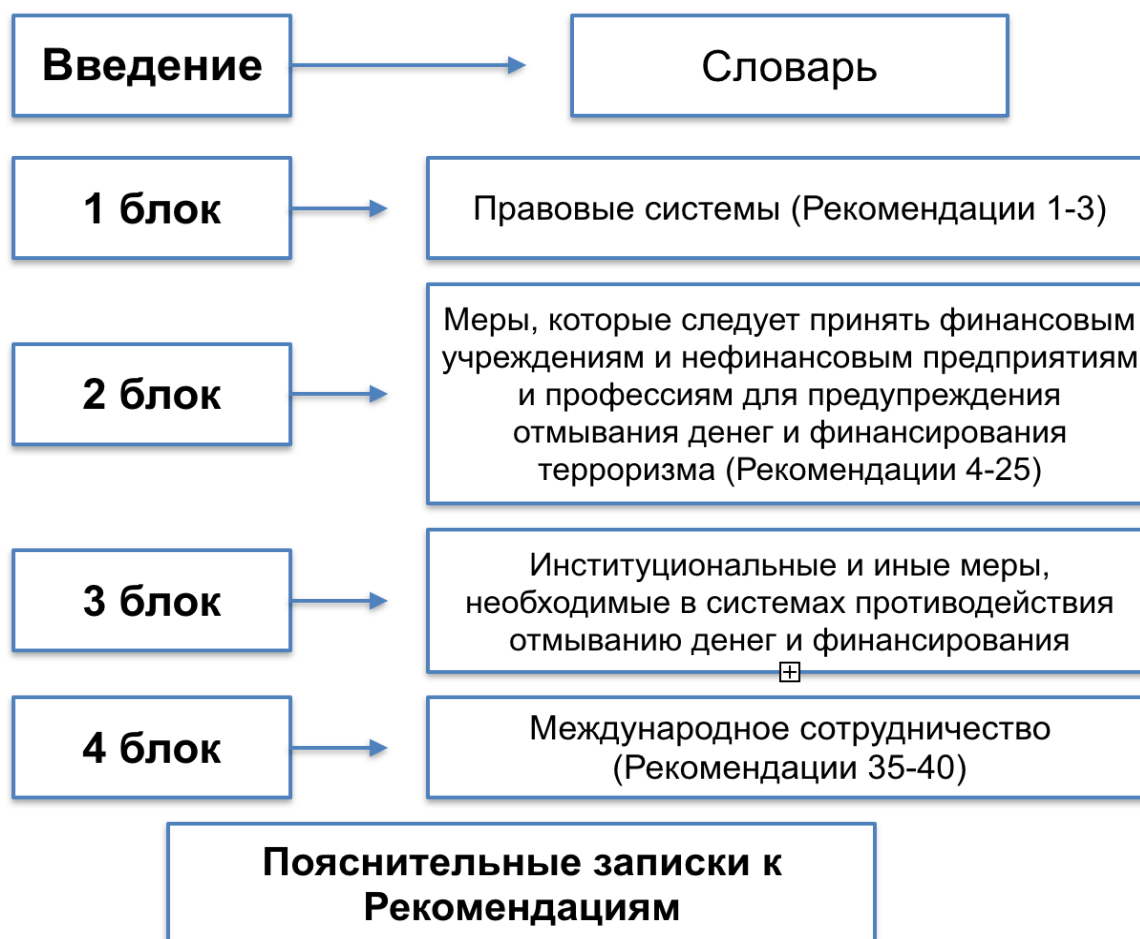 Введение
Словарь
1 блок
Правовые системы (Рекомендации 1-3)
2 блок
Меры, которые следует принять финансовым
учреждениям и нефинансовым предприятиям
и профессиям для предупреждения
отмывания денег и финансирования
терроризма (Рекомендации 4-25)
3 блок
Институциональные и иные меры,
необходимые в системах противодействия
отмыванию денег и финансирования
4 блок
Международное сотрудничество
(Рекомендации 35-40)
Пояснительные записки к
Рекомендациям